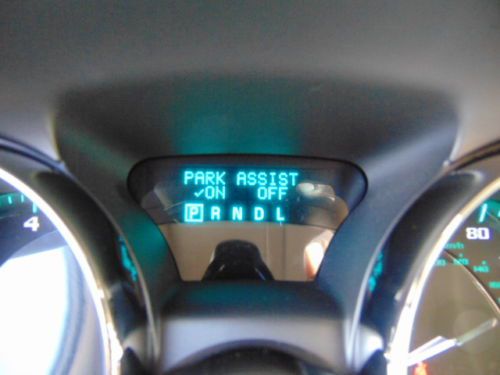 PARK ASSIST
✓ON OFF
P R N D L
4
80